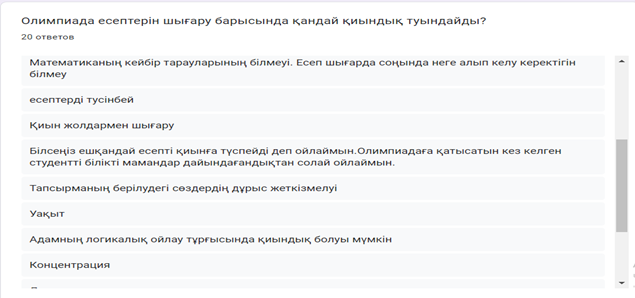 Олимпиада есептерін шығару барысында қандай қиындық туындайды?
20 ответов
Математиканың кейбір тарауларының білмеуі. Есеп шығарда соңында неге алып келу керектігін
білмеу
есептерді тусінбей
Қиын жолдармен шығару
Білсеңіз ешқандай есепті қиынға түспейді деп ойлаймын.Олимпиадаға қатысатын кез келген
студентті білікті мамандар дайындағандықтан солай ойлаймын.
Тапсырманың берілудегі сөздердің дұрыс жеткізмелуі
Уақыт
Адамның логикалық ойлау тұрғысында қиындық болуы мүмкін
Концентрация